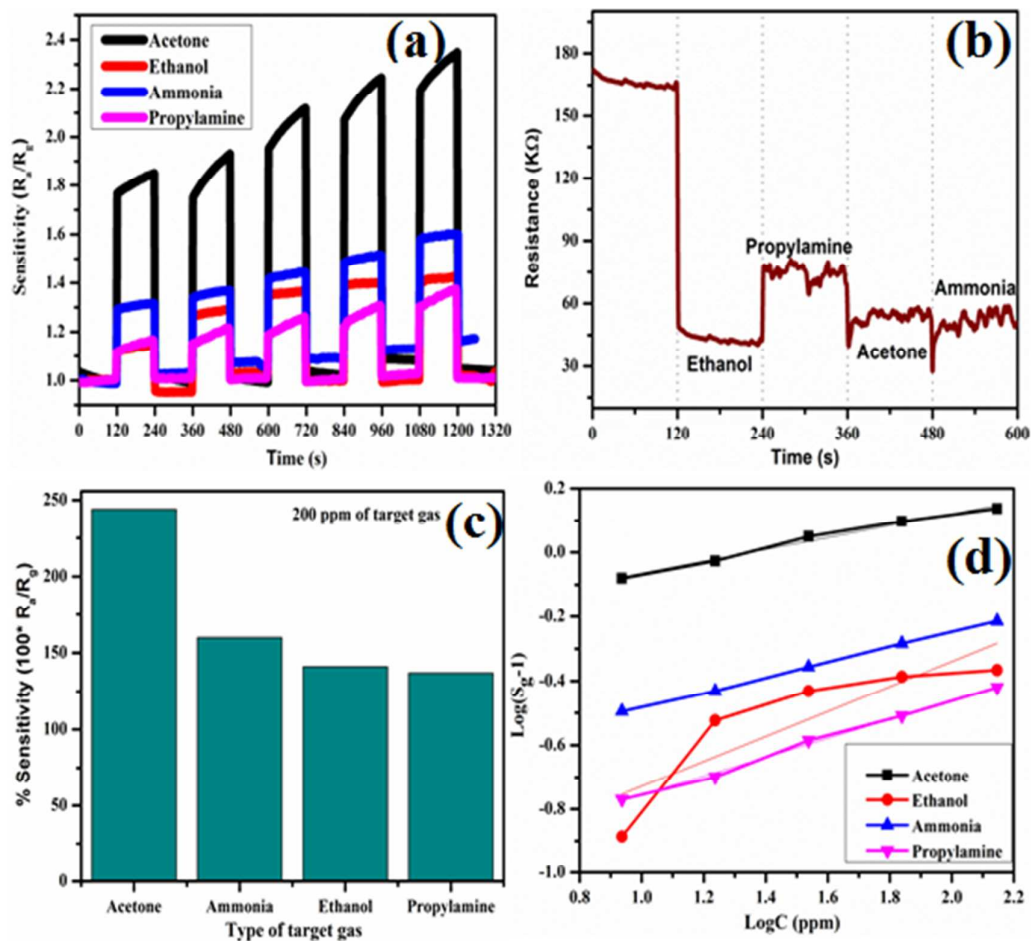 (a)
Acetone
Ethanol
Ammonia
Propylamine
Sensitivity (Ra/Rg)
2.4
2.2
2.0
1.8
1.6
1.4
1.2
1.0
0 120 240 360 480 600 720 840 960 1080 1200 1320
Time (s)
(b)
Resistance (KΩ)
180
150
120
90
60
30
Ethanol
Propylamine
Acetone
Ammonia
0 120 240 360 480 600
Time (s)
(c)
200 ppm of target gas
% Sensitivity (100* Ra/Rg)
250
200
150
100
50
0
Acetone Ammonia Ethanol Propylamine
Type of target gas
(d)
Log(Sg-1)
0.2
0.0
-0.2
-0.4
-0.6
-0.8
-1.0
Acetone
Ethanol
Ammonia
Propylamine
0.8 1.0 1.2 1.4 1.6 1.8 2.0 2.2
LogC (ppm)